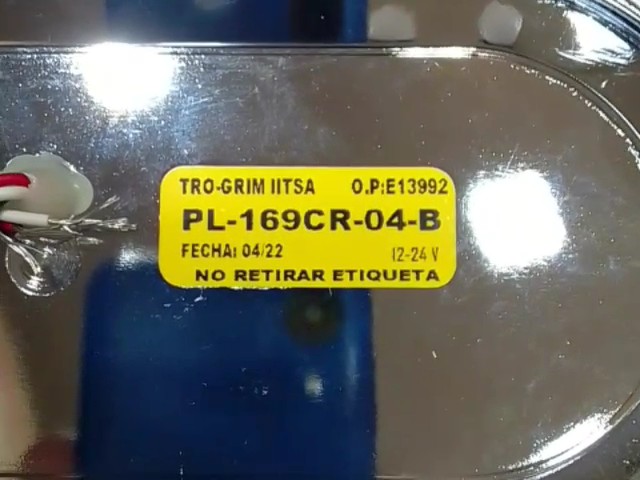 TRO-GRIM IITSA O.P:E13992
PL-169CR-04-B
FECHA: 04/22 12-24 V
NO RETIRAR ETIQUETA